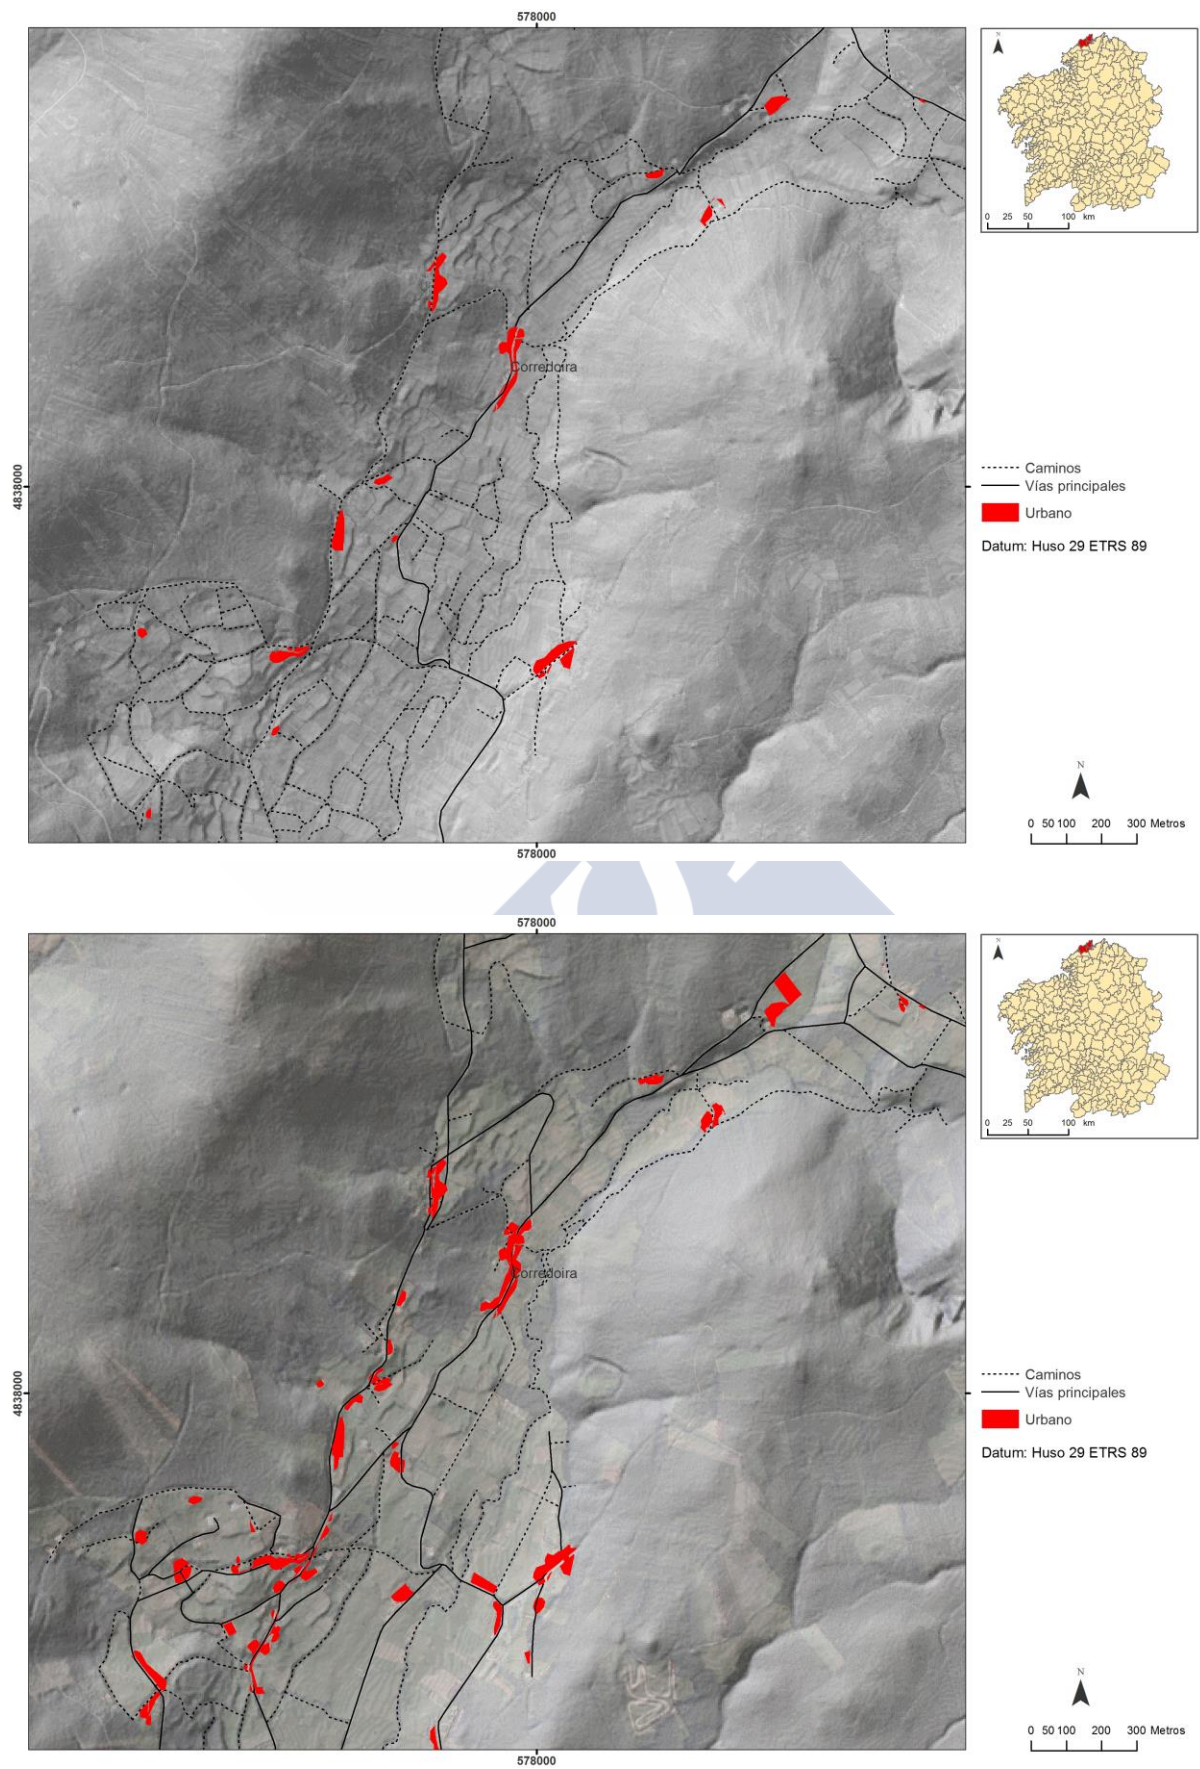 578000
N
0 25 50 100 km
Corredoira
4838000
Caminos
Vías principales
Urbano
Datum: Huso 29 ETRS 89
N
0 50 100 200 300 Metros
578000
578000
N
0 25 50 100 km
Corredoira
4838000
Caminos
Vías principales
Urbano
Datum: Huso 29 ETRS 89
N
0 50 100 200 300 Metros
578000